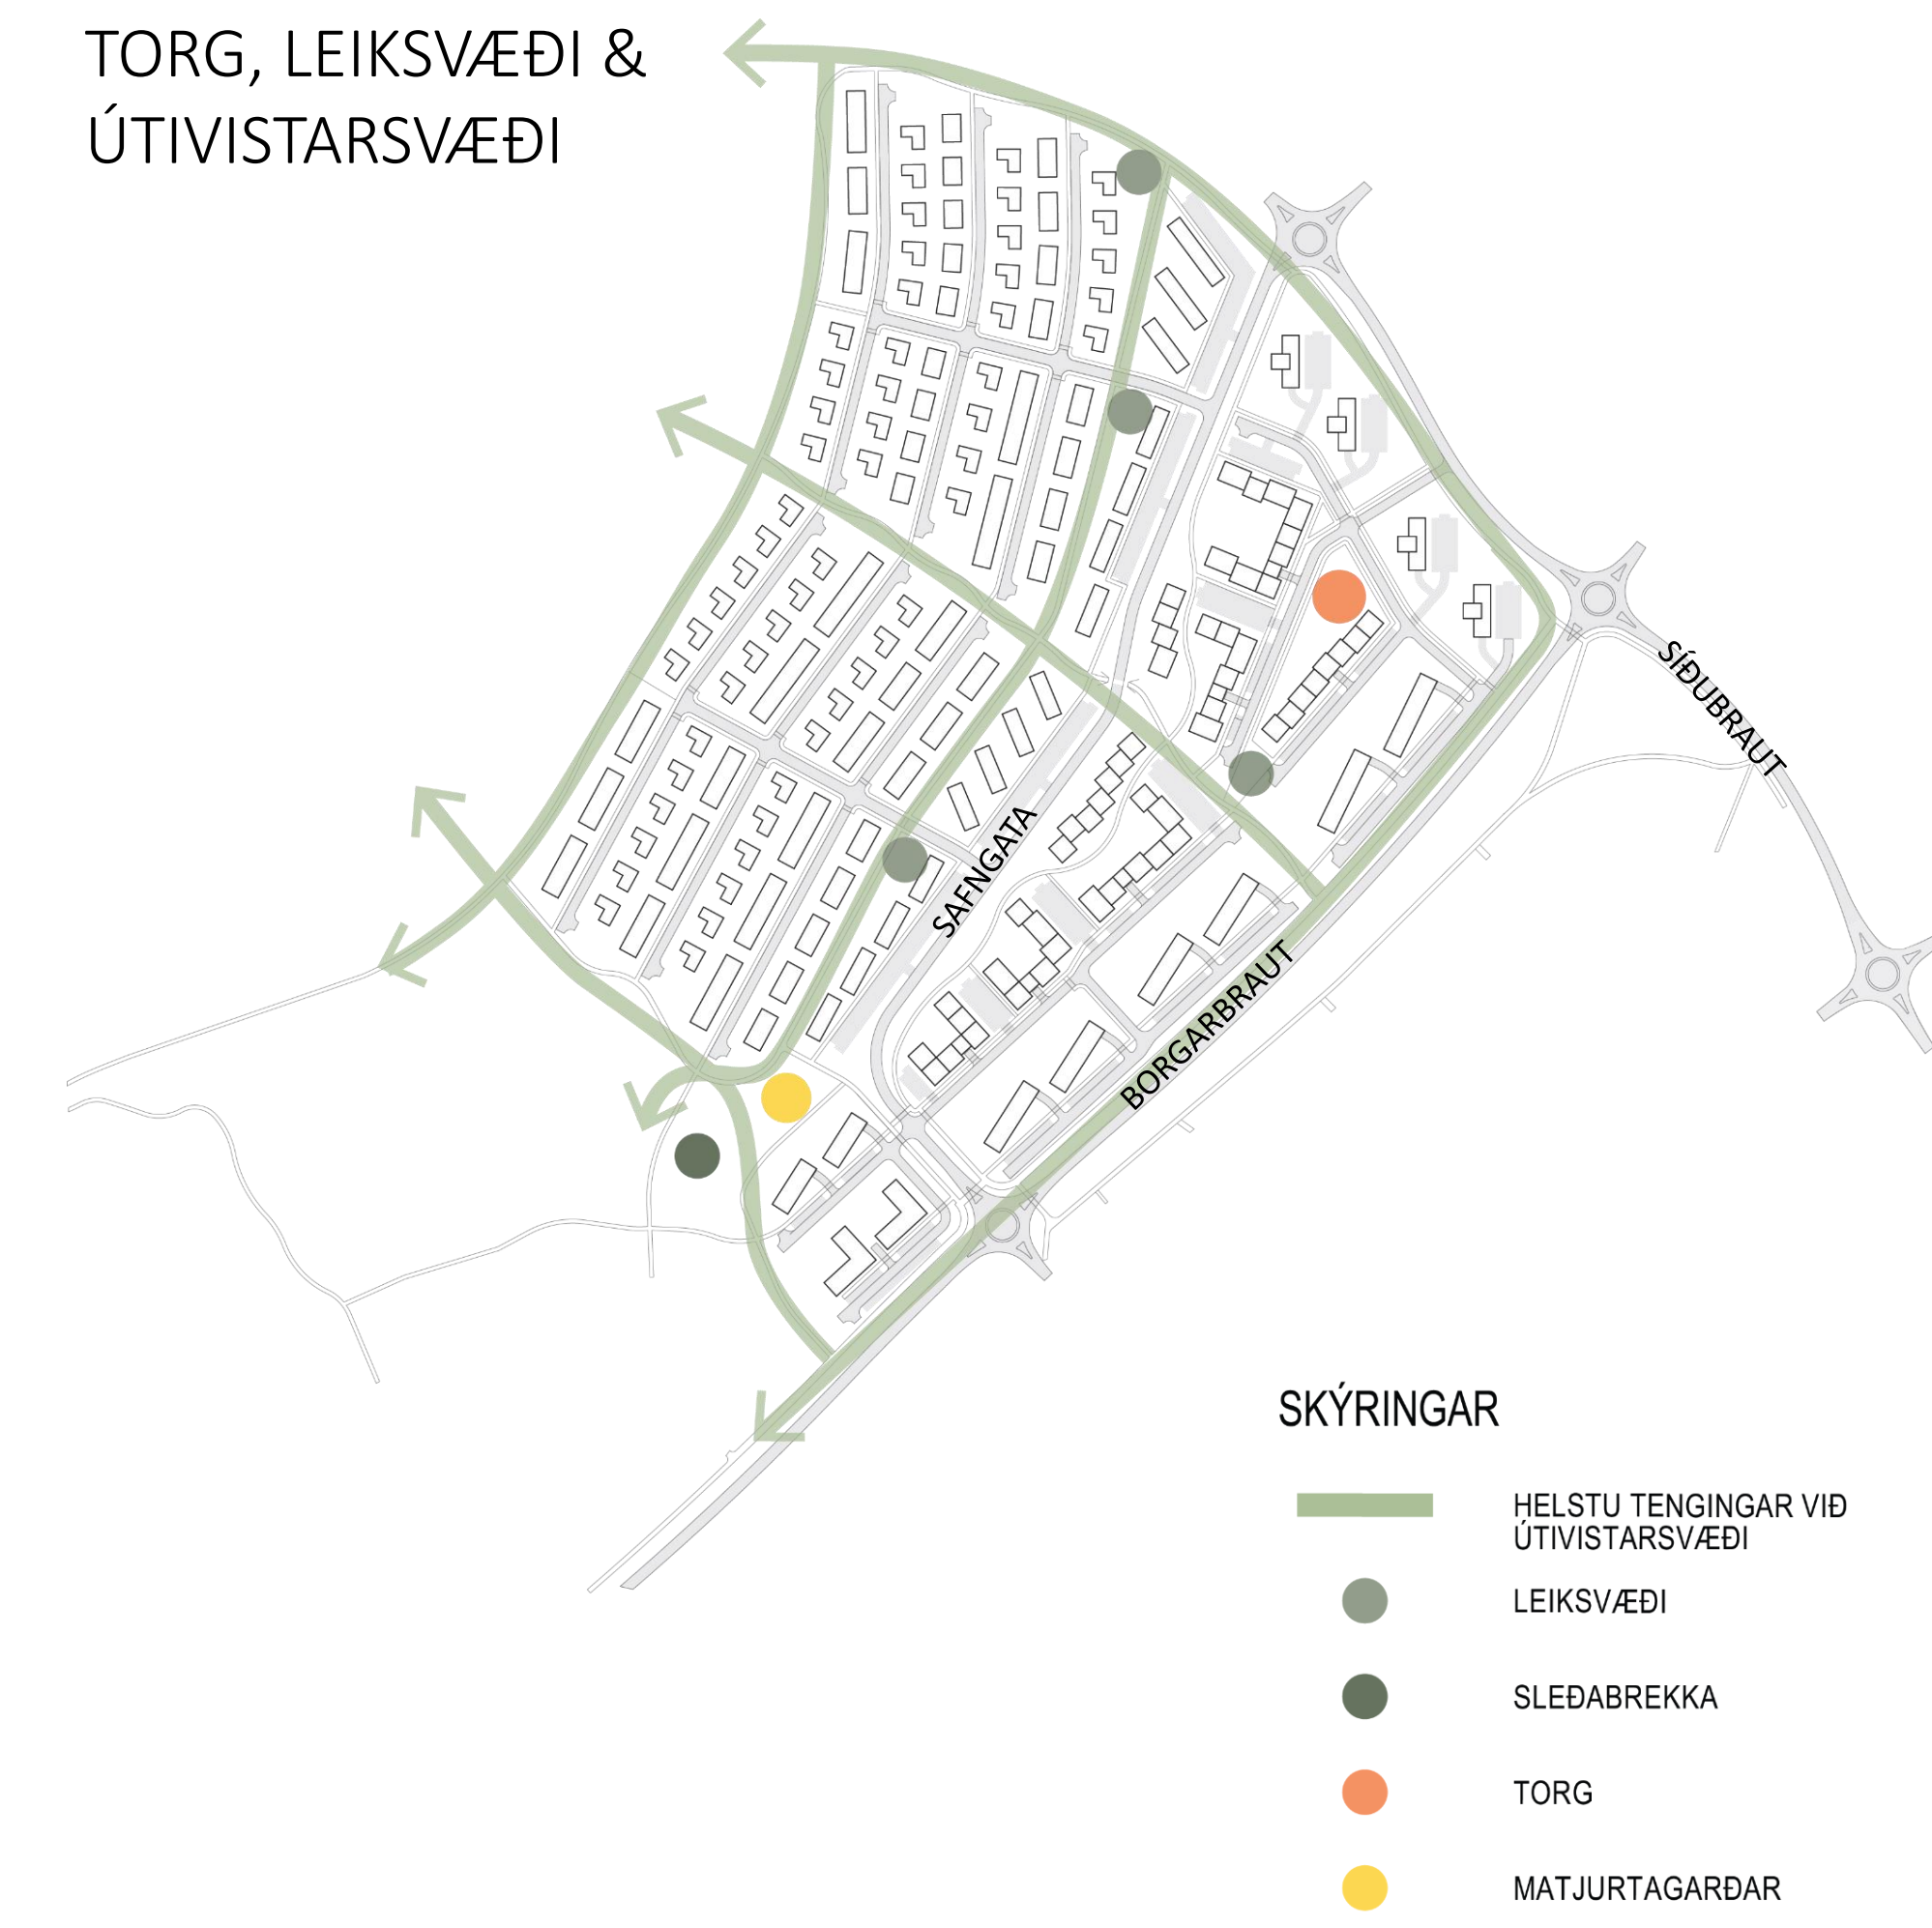 TORG, LEIKSVÆÐI &
ÚTIVISTARSVÆÐI
SÍÐUBRAUT
SAFNGATA
BORGARBRAUT
SKÝRINGAR
HELSTU TENGINGAR VIÐ
ÚTIVISTARSVÆÐI
LEIKSVÆÐI
SLEÐABREKKA
TORG
MATJURTAGARÐAR